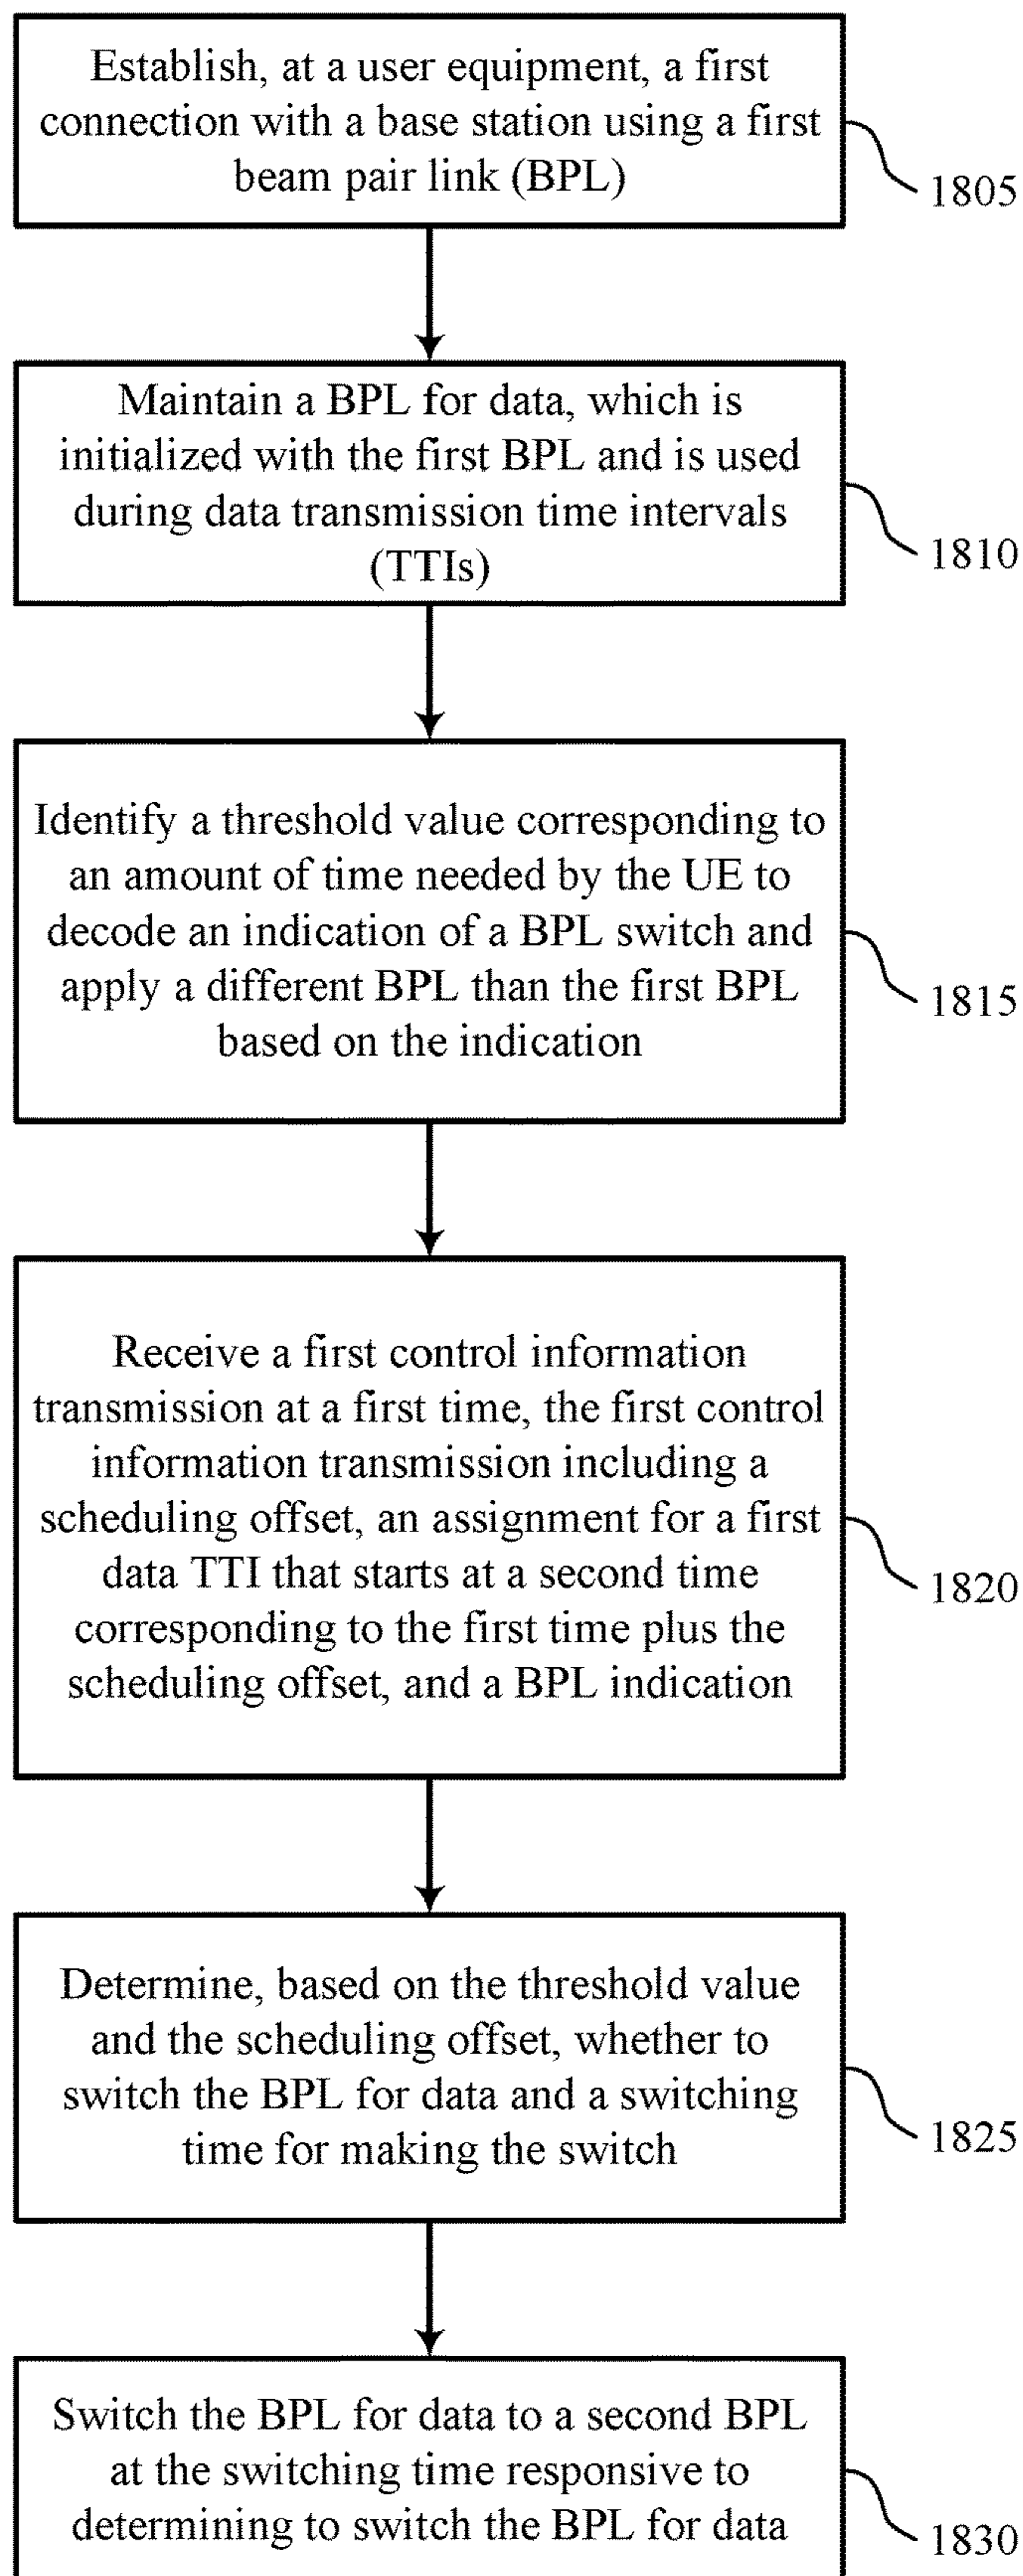 Establish, at a user equipment, a first
connection with a base station using a first
beam pair link (BPL)
1805
Maintain a BPL for data, which is
initialized with the first BPL and is used
during data transmission time intervals
(TTIs)
1810
Identify a threshold value corresponding to
an amount of time needed by the UE to
decode an indication of a BPL switch and
apply a different BPL than the first BPL
based on the indication
1815
Receive a first control information
transmission at a first time, the first control
information transmission including a
scheduling offset, an assignment for a first
data TTI that starts at a second time
corresponding to the first time plus the
scheduling offset, and a BPL indication
1820
Determine, based on the threshold value
and the scheduling offset, whether to
switch the BPL for data and a switching
time for making the switch
1825
Switch the BPL for data to a second BPL
at the switching time responsive to
determining to switch the BPL for data
1830